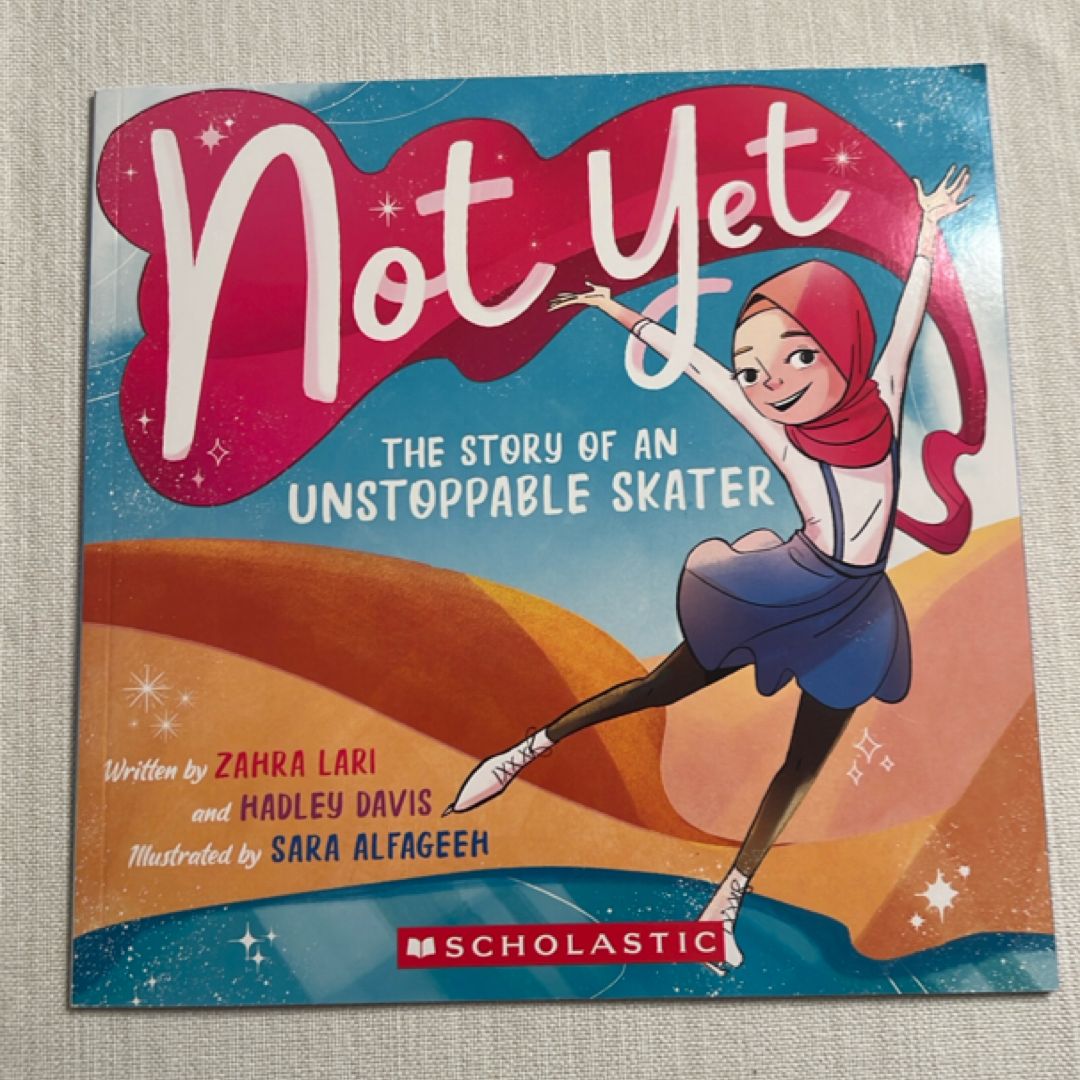 Not Yet
THE STORY OF AN
UNSTOPPABLE SKATER
Written by ZAHRA LARI
and HADLEY DAVIS
Illustrated by SARA ALFAGEEH
SCHOLASTIC